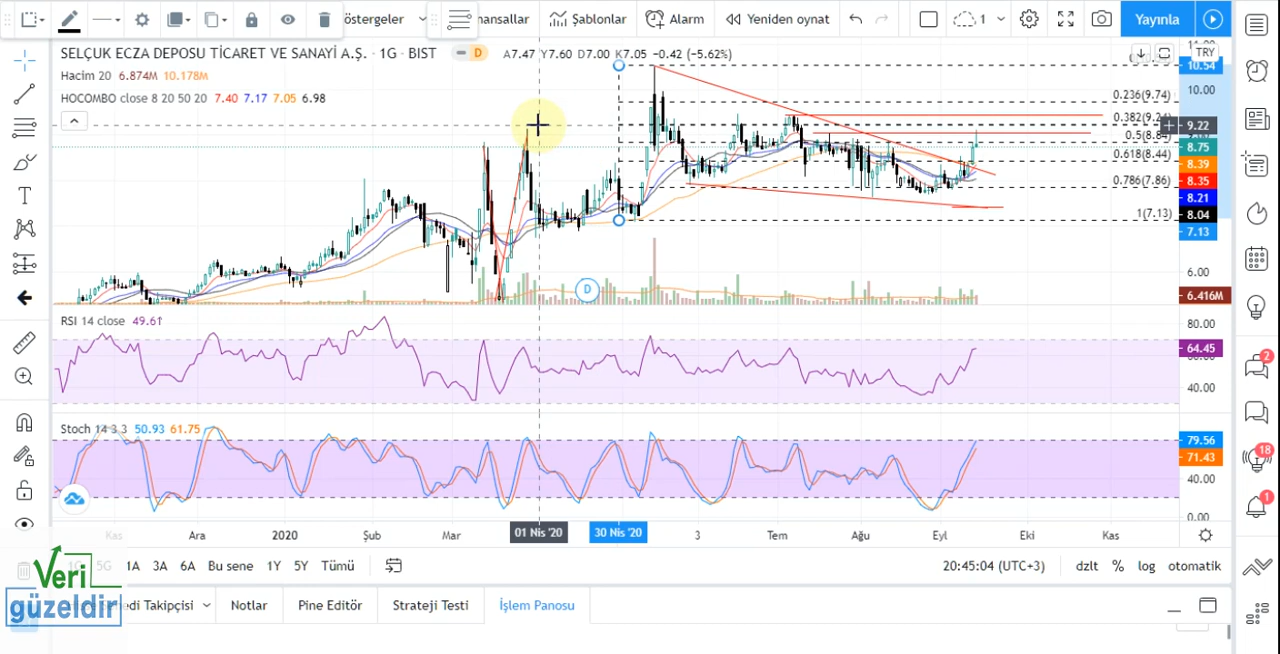 östergeler
nansallar
Şablonlar
Alarm
Yeniden oynat
1
Yayınla
SELÇUK ECZA DEPOSU TİCARET VE SANAYİ A.Ş. · 1G · BIST
D
A7.47 Y7.60 D7.00 K7.05 −0.42 (−5.62%)
TRY
Hacim 20 6.874M 10.178M
HOCOMBO close 8 20 50 20 7.40 7.17 7.05 6.98
10.54
10.00
0.236(9.74)
0.382(9.24)
9.22
0.5(8.84)
8.75
0.618(8.44)
8.39
0.786(7.86)
8.35
8.21
8.04
1(7.13)
7.13
6.00
D
6.416M
RSI 14 close 49.61
80.00
64.45
40.00
Stoch 14 3 3 50.93 61.75
79.56
71.43
40.00
0.00
Kas
Ara
2020
Şub
Mar
01 Nis '20
30 Nis '20
3
Tem
Ağu
Eyl
Eki
Kas
5G
1A
3A
6A
Bu sene
1Y
5Y
Tümü
20:45:04 (UTC+3)
dzlt
%
log
otomatik
Veri
güzeldir
edi Takipçisi
Notlar
Pine Editör
Strateji Testi
İşlem Panosu
2
18
1